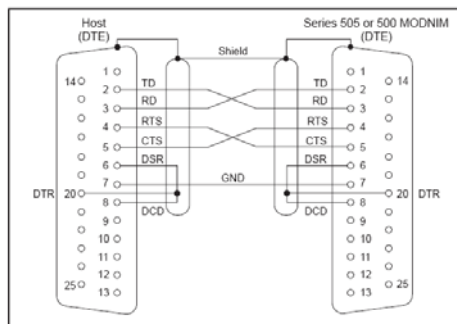 Host
(DTE)
Series 505 or 500 MODNIM
(DTE)
Shield
1
14
2
TD
TD
2
1
14
3
RD
RD
3
4
RTS
RTS
4
5
CTS
CTS
5
6
DSR
DSR
6
7
GND
7
DTR
20
20
DTR
8
DCD
DCD
8
9
9
10
10
11
11
25
12
12
25
13
13